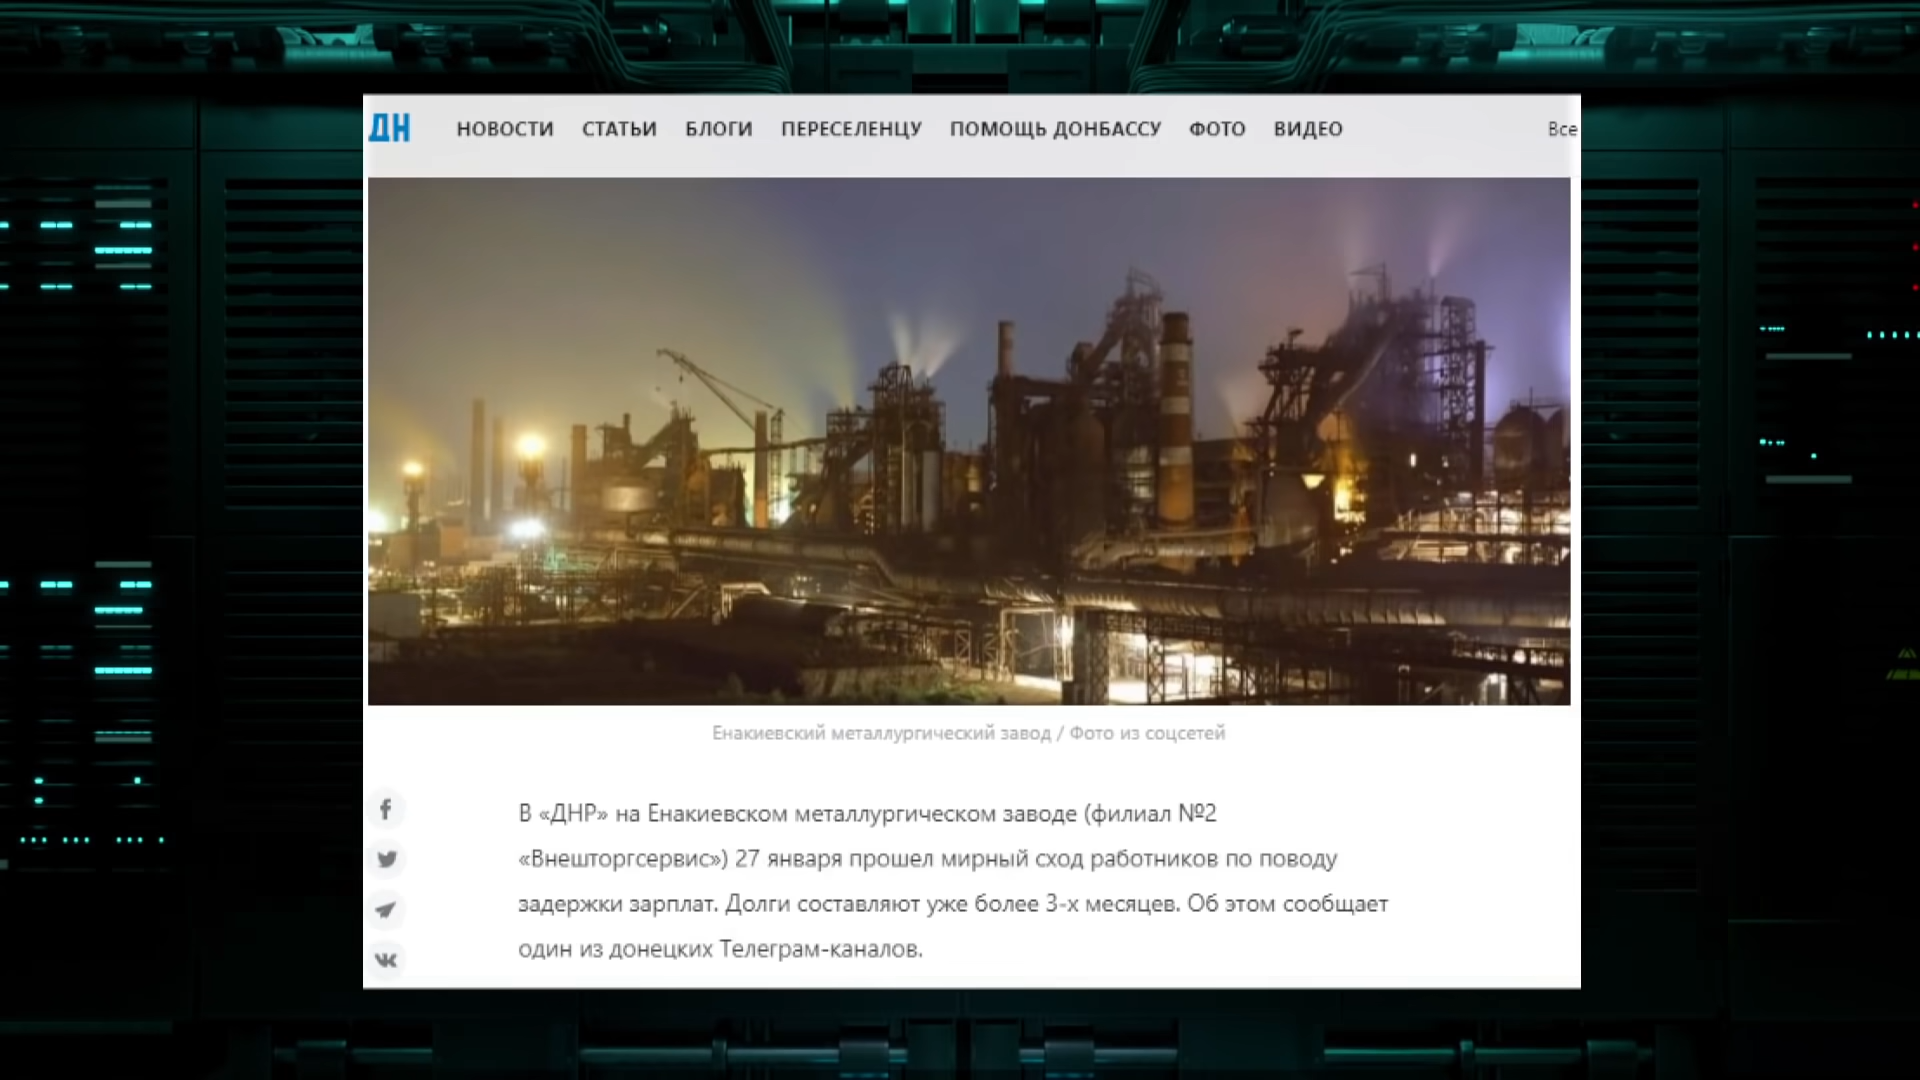 ДН НОВОСТИ СТАТЬИ БЛОГИ ПЕРЕСЕЛЕНЦУ ПОМОЩЬ ДОНБАССУ ФОТО ВИДЕО Все
Енакиевский металлургический завод / Фото из соцсетей
В «ДНР» на Енакиевском металлургическом заводе (филиал №2
«Внешторгсервис») 27 января прошел мирный сход работников по поводу
задержки зарплат. Долги составляют уже более 3-х месяцев. Об этом сообщает
один из донецких Телеграм-каналов.